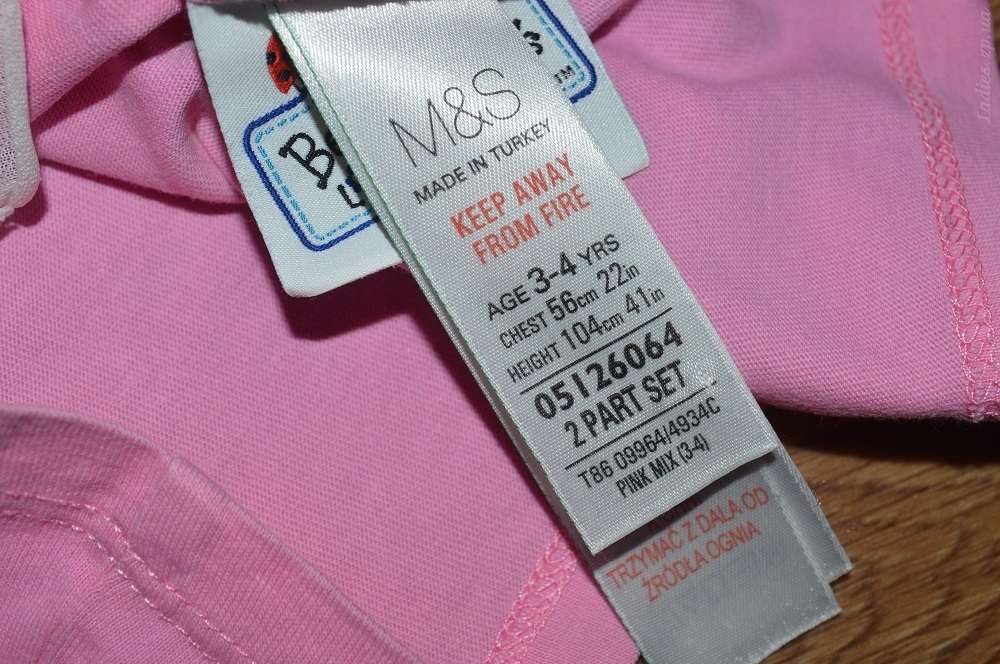 M&S
MADE IN TURKEY
KEEP AWAY
FROM FIRE
AGE 3-4 YRS
CHEST 56cm 22in
HEIGHT 104cm 41in
05126064
2 PART SET
T86 09964/4934C
PINK MIX (3-4)
TRZYMAĆ Z DALA OD
ŹRÓDŁA OGNIA
TM